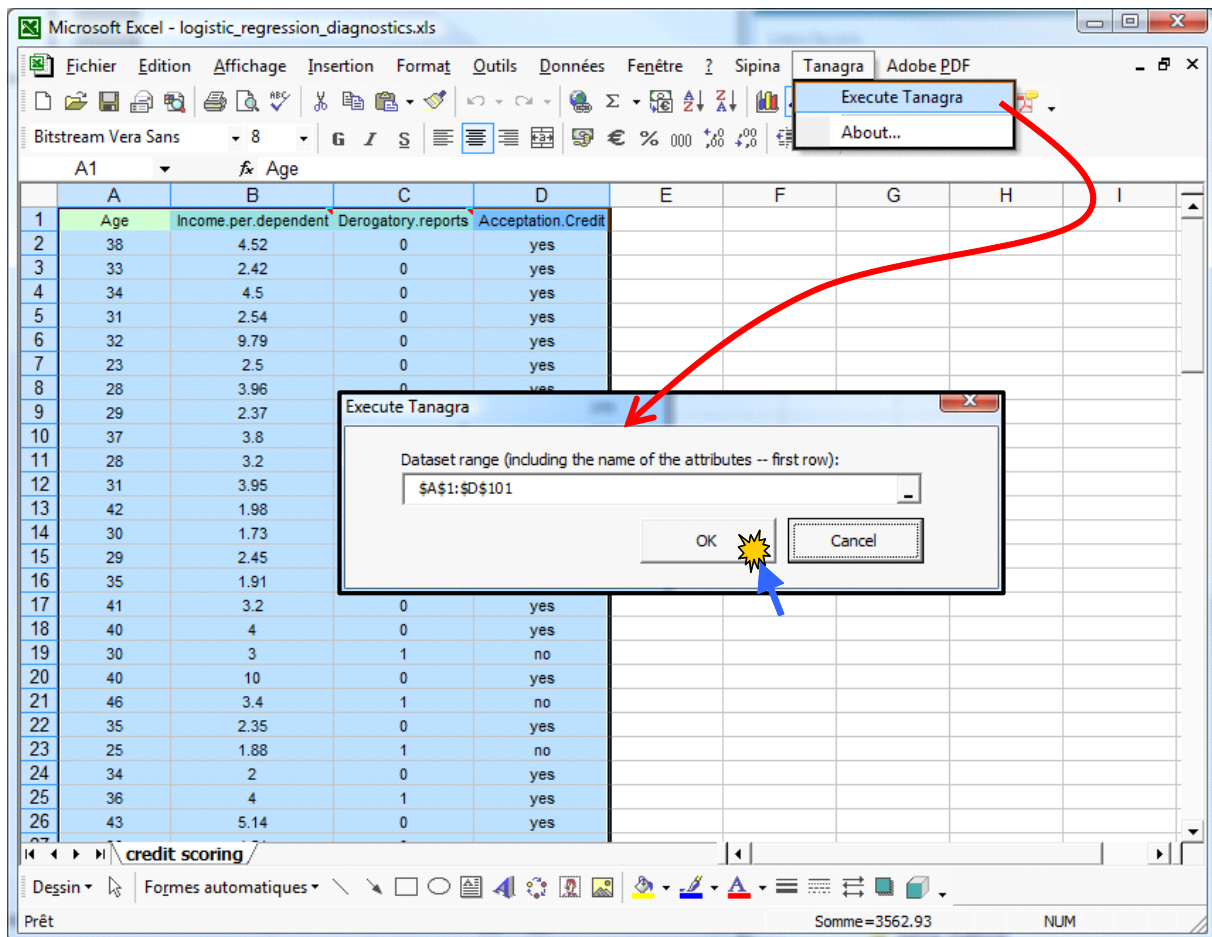 Microsoft Excel - logistic_regression_diagnostics.xls
Fichier Edition Affichage Insertion Format Outils Données Fenêtre ? Sipina Tanagra Adobe PDF
Execute Tanagra
About...
Bitstream Vera Sans 8 G I S € % 000
A1 fx Age
A B C D E F G H I
1 Age Income.per.dependent Derogatory.reports Acceptation.Credit
2 38 4.52 0 yes
3 33 2.42 0 yes
4 34 4.5 0 yes
5 31 2.54 0 yes
6 32 9.79 0 yes
7 23 2.5 0 yes
8 28 3.96 0 yes
9 29 2.37
10 37 3.8
11 28 3.2
12 31 3.95
13 42 1.98
14 30 1.73
15 29 2.45
16 35 1.91
17 41 3.2 0 yes
18 40 4 0 yes
19 30 3 1 no
20 40 10 0 yes
21 46 3.4 1 no
22 35 2.35 0 yes
23 25 1.88 1 no
24 34 2 0 yes
25 36 4 1 yes
26 43 5.14 0 yes
Execute Tanagra
Dataset range (including the name of the attributes -- first row):
$A$1:$D$101
OK Cancel
credit scoring
Dessin Formes automatiques
Prêt Somme=3562.93 NUM